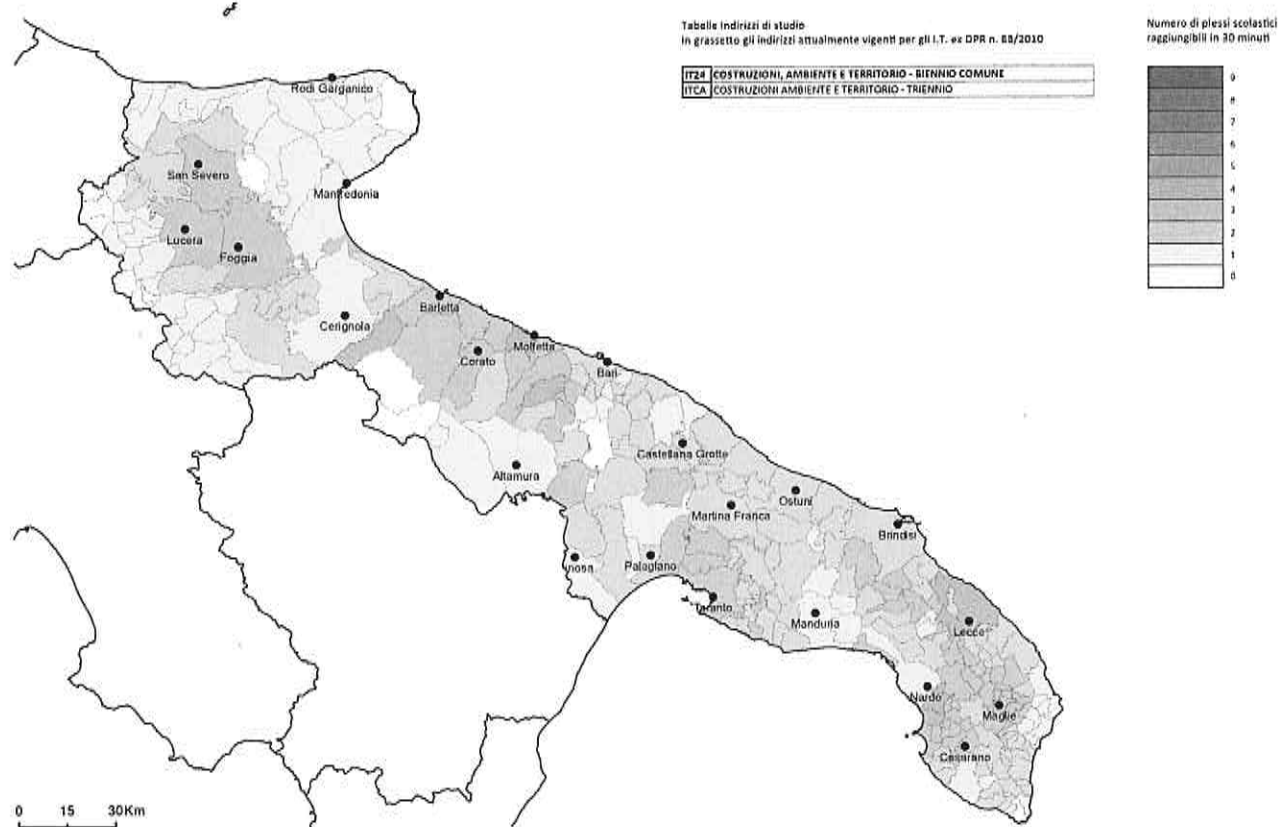 Tabelle Indirizzi di studio
in grassetto gli indirizzi attualmente vigenti per gli I.T. ex DPR n. 88/2010
IT24 COSTRUZIONI, AMBIENTE E TERRITORIO - BIENNIO COMUNE
ITCA COSTRUZIONI AMBIENTE E TERRITORIO - TRIENNIO
Numero di plessi scolastici
raggiungibili in 30 minuti
9
8
7
6
5
4
3
2
1
0
Rodi Garganico
San Severo
Manfredonia
Lucera
Foggia
Barletta
Cerignola
Molfetta
Corato
Bari
Castellana Grotte
Altamura
Ostuni
Martina Franca
Brindisi
nosa
Palagiano
Taranto
Manduria
Lecce
Nardo
Maglie
Casarano
0 15 30Km